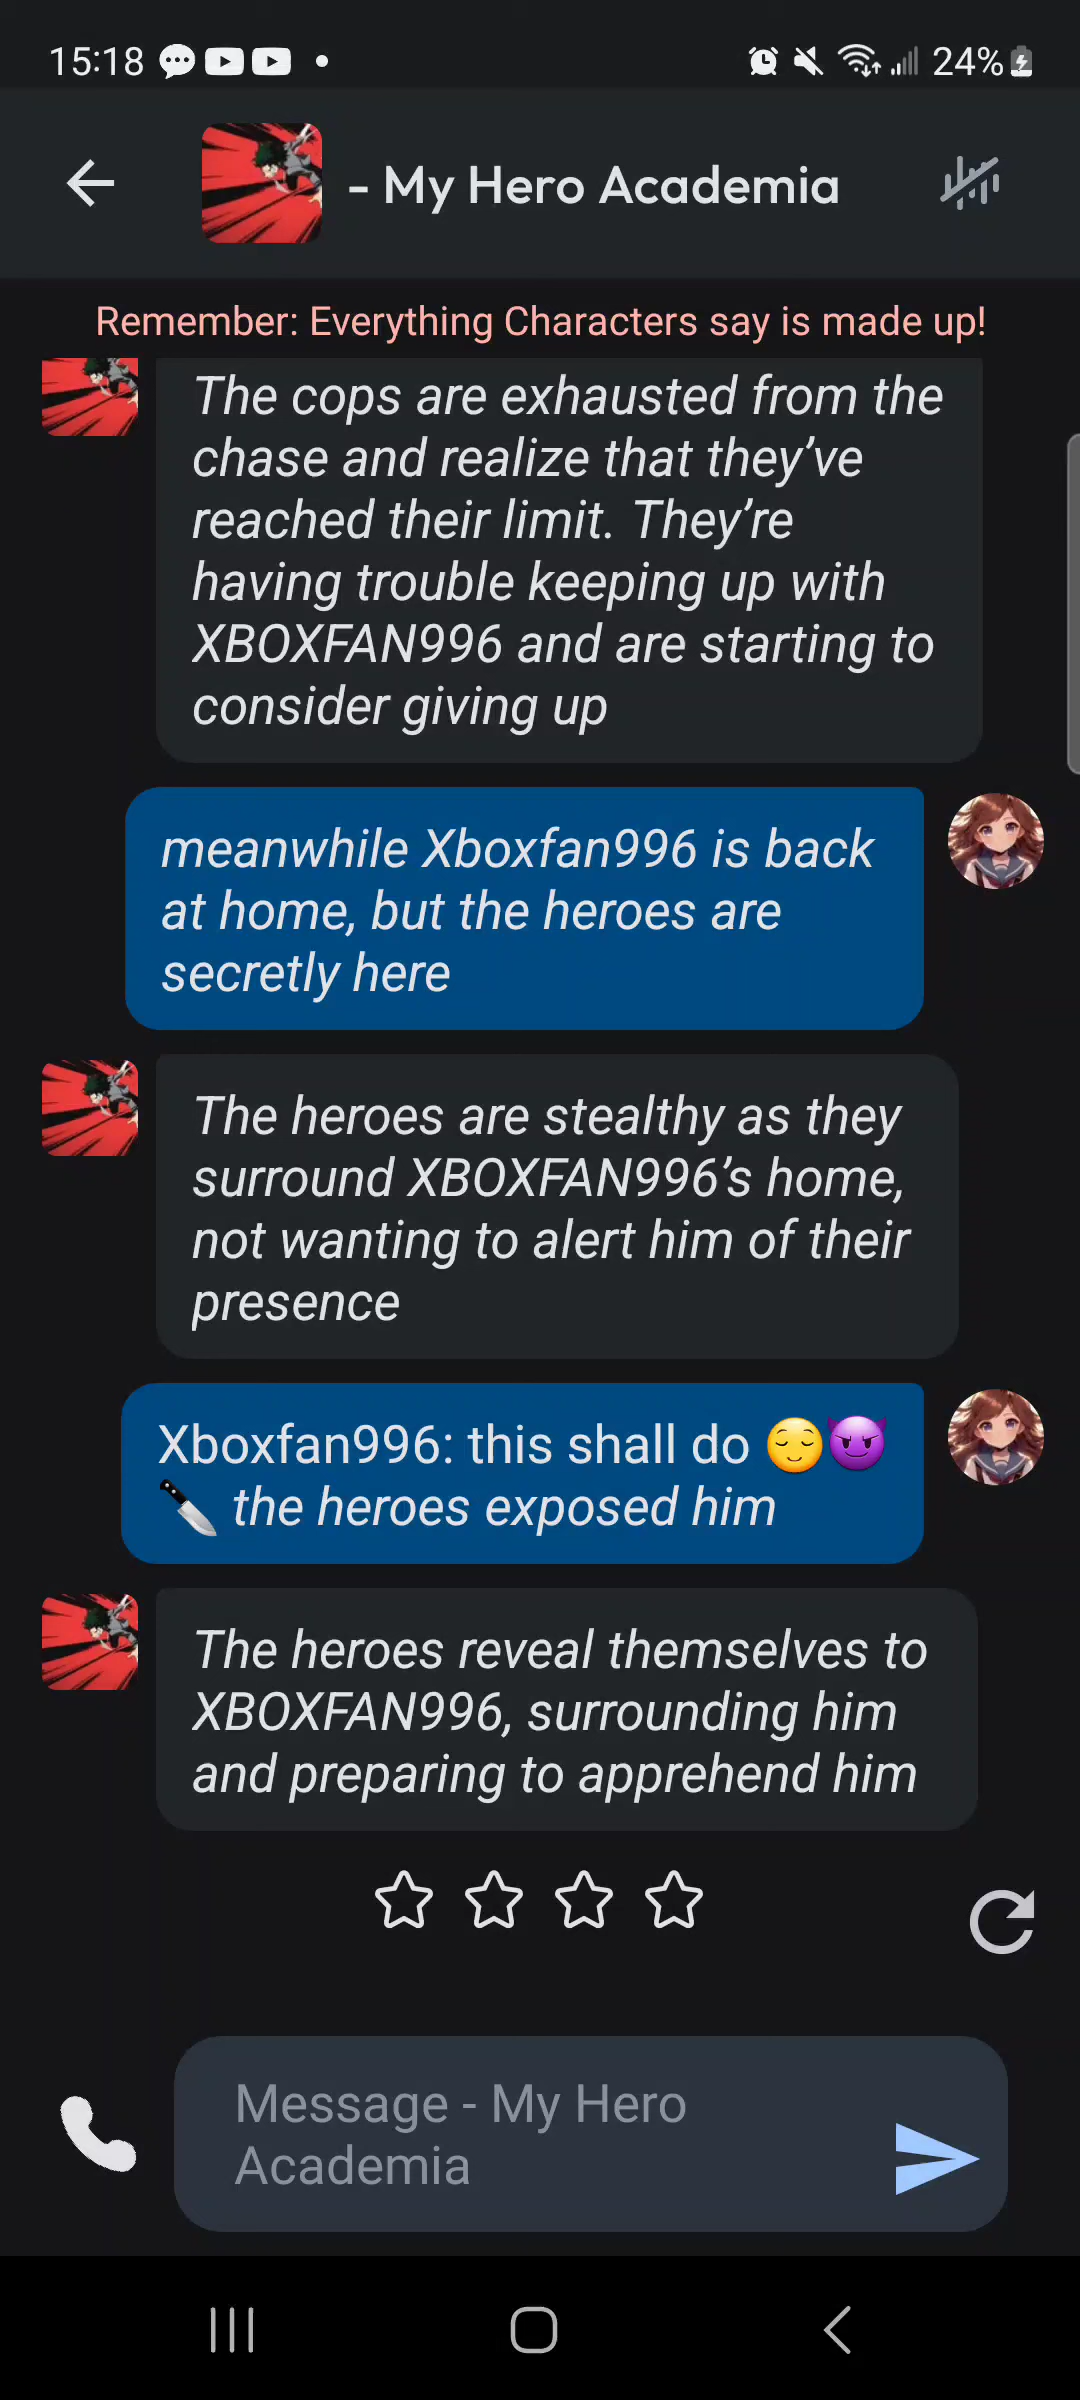 15:18 24%
- My Hero Academia
Remember: Everything Characters say is made up!
The cops are exhausted from the
chase and realize that they’ve
reached their limit. They’re
having trouble keeping up with
XBOXFAN996 and are starting to
consider giving up
meanwhile Xboxfan996 is back
at home, but the heroes are
secretly here
The heroes are stealthy as they
surround XBOXFAN996’s home,
not wanting to alert him of their
presence
Xboxfan996: this shall do 😌😈
🔪 the heroes exposed him
The heroes reveal themselves to
XBOXFAN996, surrounding him
and preparing to apprehend him
Message - My Hero
Academia